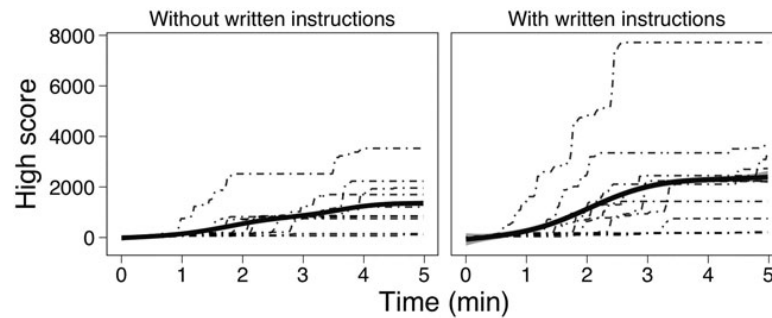 Without written instructions
With written instructions
High score
8000
6000
4000
2000
0
0 1 2 3 4 5
0 1 2 3 4 5
Time (min)